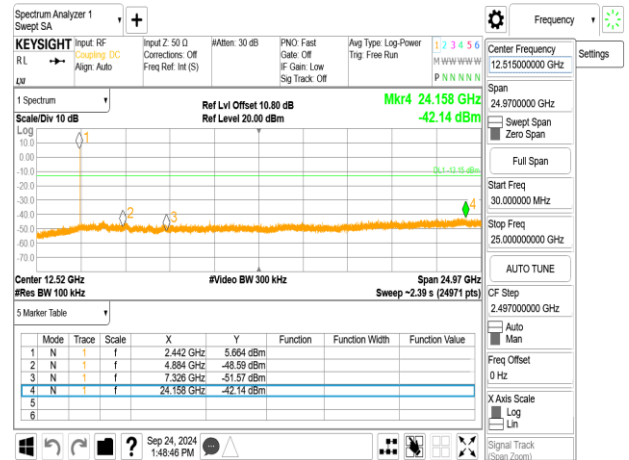 Spectrum Analyzer 1
Swept SA
KEYSIGHT
RL
Input: RF
Coupling: DC
Align: Auto
Input Z: 50 Ω
Corrections: Off
Freq Ref: Int (S)
#Atten: 30 dB
PNO: Fast
Gate: Off
IF Gain: Low
Sig Track: Off
Avg Type: Log-Power
Trig: Free Run
1 2 3 4 5 6
M W W W W W
P N N N N N
1 Spectrum
Scale/Div 10 dB
Ref Lvl Offset 10.80 dB
Ref Level 20.00 dBm
Mkr4 24.158 GHz
-42.14 dBm
Log
10.0
0.00
-10.0
-20.0
-30.0
-40.0
-50.0
-60.0
-70.0
1
2
3
4
DL1 -13.15 dBm
Center 12.52 GHz
#Video BW 300 kHz
Span 24.97 GHz
#Res BW 100 kHz
Sweep ~2.39 s (24971 pts)
5 Marker Table
Mode Trace Scale X Y Function Function Width Function Value
1 N 1 f 2.442 GHz 5.664 dBm
2 N 1 f 4.884 GHz -48.59 dBm
3 N 1 f 7.326 GHz -51.57 dBm
4 N 1 f 24.158 GHz -42.14 dBm
5
6
Sep 24, 2024
1:48:46 PM
Frequency
Settings
Center Frequency
12.515000000 GHz
Span
24.9700000 GHz
Swept Span
Zero Span
Full Span
Start Freq
30.000000 MHz
Stop Freq
25.000000000 GHz
AUTO TUNE
CF Step
2.497000000 GHz
Auto
Man
Freq Offset
0 Hz
X Axis Scale
Log
Lin
Signal Track
(Span Zoom)